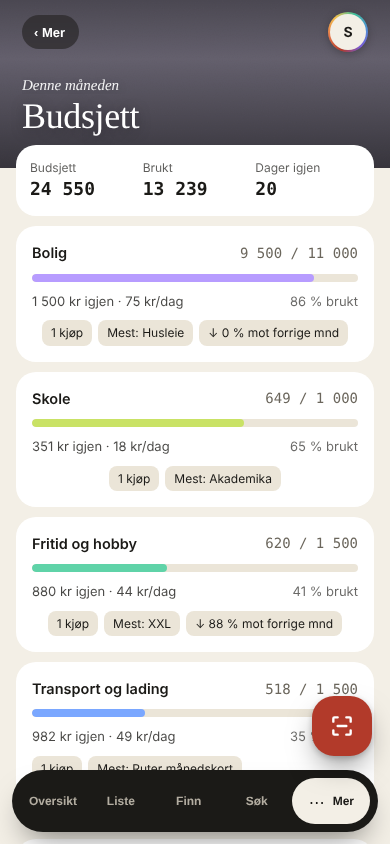 ‹ Mer
S
Denne måneden
Budsjett
Budsjett Brukt Dager igjen
24 550 13 239 20
Bolig 9 500 / 11 000
1 500 kr igjen · 75 kr/dag 86 % brukt
1 kjøp Mest: Husleie ↓ 0 % mot forrige mnd
Skole 649 / 1 000
351 kr igjen · 18 kr/dag 65 % brukt
1 kjøp Mest: Akademika
Fritid og hobby 620 / 1 500
880 kr igjen · 44 kr/dag 41 % brukt
1 kjøp Mest: XXL ↓ 88 % mot forrige mnd
Transport og lading 518 / 1 500
982 kr igjen · 49 kr/dag 35
1 kjøp Mest: Ruter månedskort
Oversikt Liste Finn Søk ... Mer